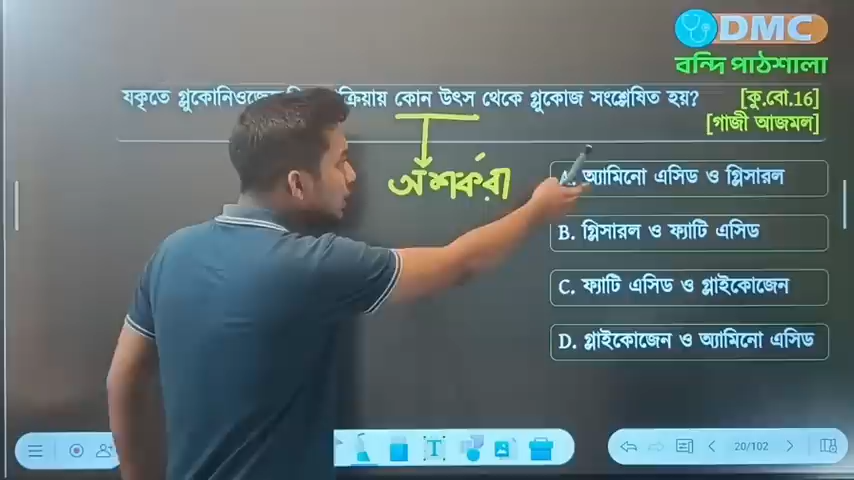 DMC
বন্দি পাঠশালা
যকৃতে গ্লুকোনিওজে ক্রিয়ায় কোন উৎস থেকে গ্লুকোজ সংশ্লেষিত হয়?
[কু.বো.16]
[গাজী আজমল]
অশর্করা
A. অ্যামিনো এসিড ও গ্লিসারল
B. গ্লিসারল ও ফ্যাটি এসিড
C. ফ্যাটি এসিড ও গ্লাইকোজেন
D. গ্লাইকোজেন ও অ্যামিনো এসিড
T
20/102